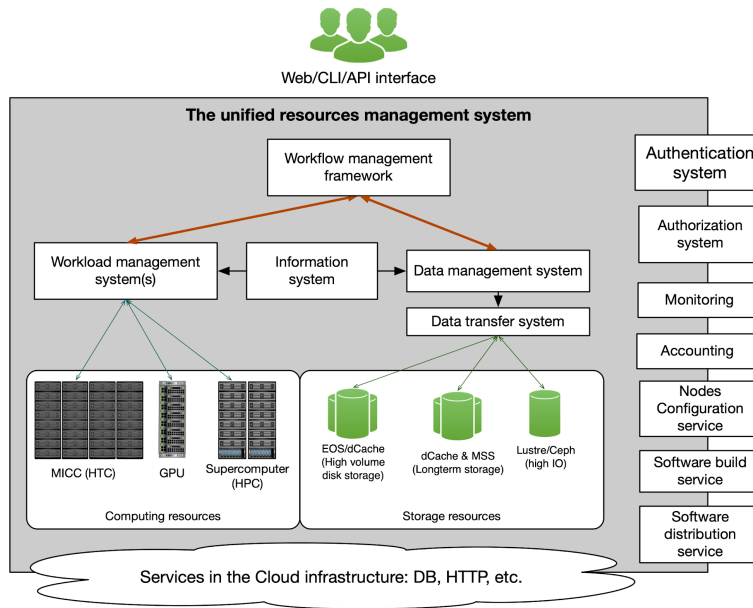 Web/CLI/API interface
The unified resources management system
Workflow management
framework
Authentication
system
Authorization
system
Workload management
system(s)
Information
system
Data management system
Data transfer system
Monitoring
Accounting
Nodes
Configuration
service
Software build
service
Software
distribution
service
MICC (HTC)
GPU
Supercomputer
(HPC)
Computing resources
EOS/dCache
(High volume
disk storage)
dCache & MSS
(Longterm storage)
Lustre/Ceph
(high IO)
Storage resources
Services in the Cloud infrastructure: DB, HTTP, etc.